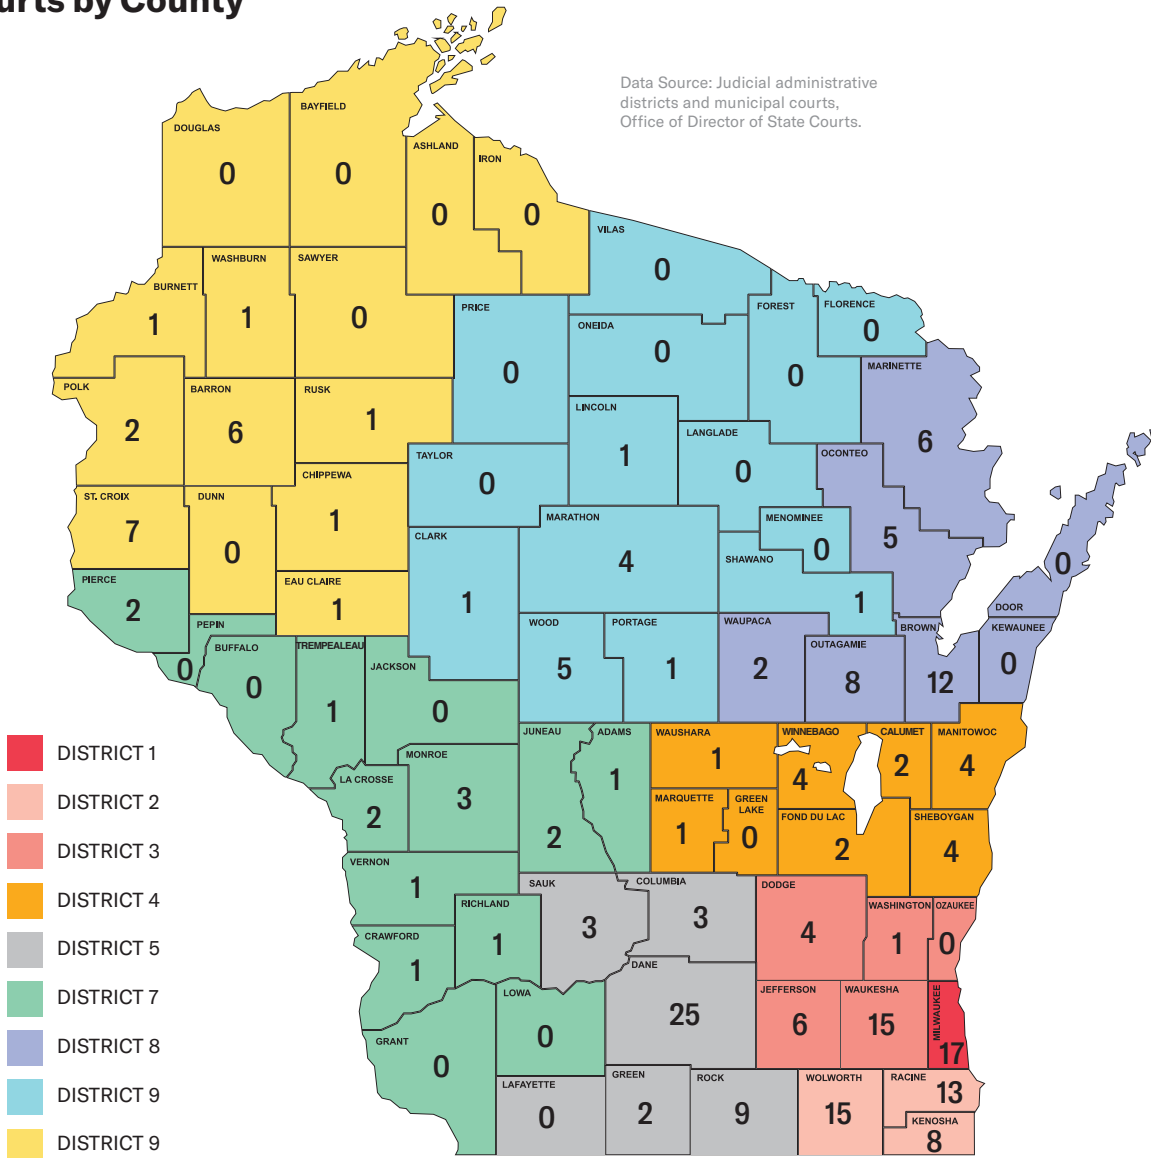 urts by County
Data Source: Judicial administrative
districts and municipal courts,
Office of Director of State Courts.
DOUGLAS
0
BAYFIELD
0
ASHLAND
0
IRON
0
VILAS
0
BURNETT
1
WASHBURN
1
SAWYER
0
PRICE
0
ONEIDA
0
FOREST
0
FLORENCE
0
MARINETTE
6
POLK
2
BARRON
6
RUSK
1
LINCOLN
1
LANGLADE
0
OCONTEO
5
TAYLOR
0
CHIPPEWA
1
ST. CROIX
7
DUNN
0
MARATHON
4
MENOMINEE
0
CLARK
1
SHAWANO
1
EAU CLAIRE
1
PIERCE
2
PEPIN
0
DOOR
0
BUFFALO
0
TREMPEALEAU
1
JACKSON
0
WOOD
5
PORTAGE
1
WAUPACA
2
OUTAGAMIE
8
BROWN
12
KEWAUNEE
0
JUNEAU
2
ADAMS
1
WAUSHARA
1
WINNEBAGO
4
CALUMET
2
MANITOWOC
4
MONROE
3
LA CROSSE
2
MARQUETTE
1
GREEN
LAKE
0
FOND DU LAC
2
SHEBOYGAN
4
VERNON
1
RICHLAND
1
SAUK
3
COLUMBIA
3
DODGE
4
WASHINGTON
1
OZAUKEE
0
CRAWFORD
1
DANE
25
JEFFERSON
6
WAUKESHA
15
MILWAUKEE
17
LOWA
0
GRANT
0
LAFAYETTE
0
GREEN
2
ROCK
9
WOLWORTH
15
RACINE
13
KENOSHA
8
DISTRICT 1
DISTRICT 2
DISTRICT 3
DISTRICT 4
DISTRICT 5
DISTRICT 7
DISTRICT 8
DISTRICT 9
DISTRICT 9